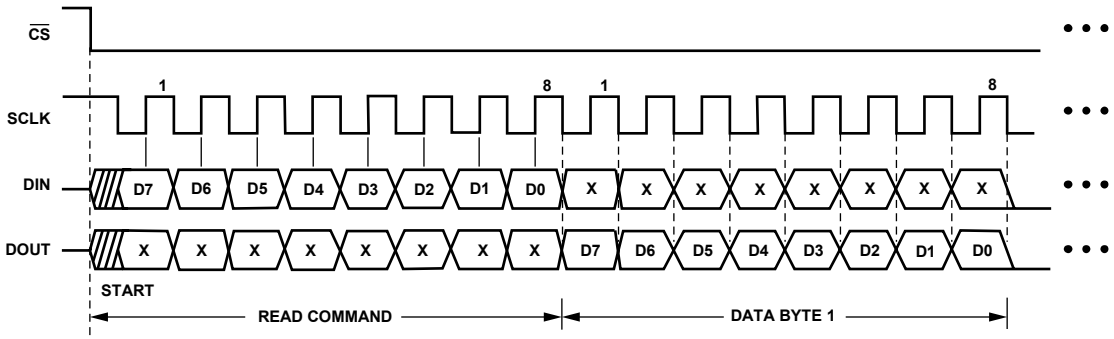 CS
1 8 1 8
SCLK
DIN D7 D6 D5 D4 D3 D2 D1 D0 X X X X X X X X
DOUT X X X X X X X X D7 D6 D5 D4 D3 D2 D1 D0
START
READ COMMAND DATA BYTE 1